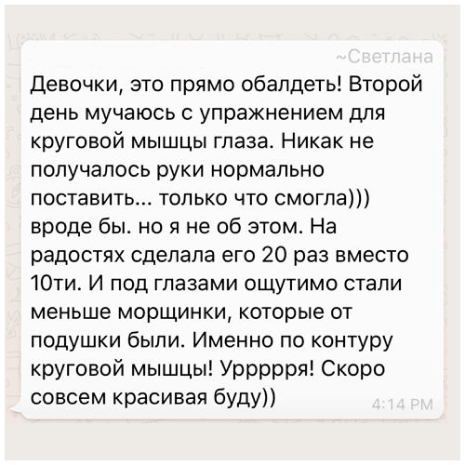 ~Светлана
Девочки, это прямо обалдеть! Второй
день мучаюсь с упражнением для
круговой мышцы глаза. Никак не
получалось руки нормально
поставить... только что смогла)))
вроде бы. но я не об этом. На
радостях сделала его 20 раз вместо
10ти. И под глазами ощутимо стали
меньше морщинки, которые от
подушки были. Именно по контуру
круговой мышцы! Урррря! Скоро
совсем красивая буду))
4:14 PM